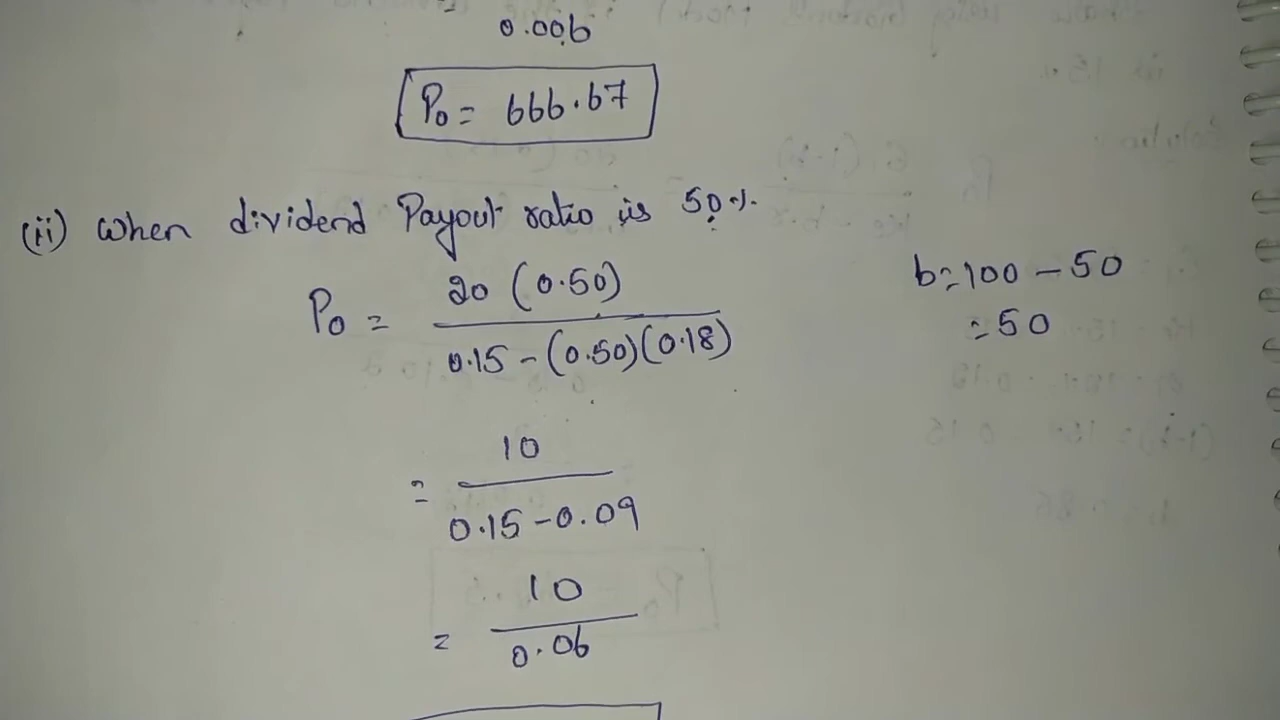 0.006
P₀ = 666.67
(ii) When dividend Payout ratio is 50%.
P₀ = 20 (0.50) / 0.15 - (0.50)(0.18)
b = 100 - 50
= 50
= 10 / 0.15 - 0.09
= 10 / 0.06